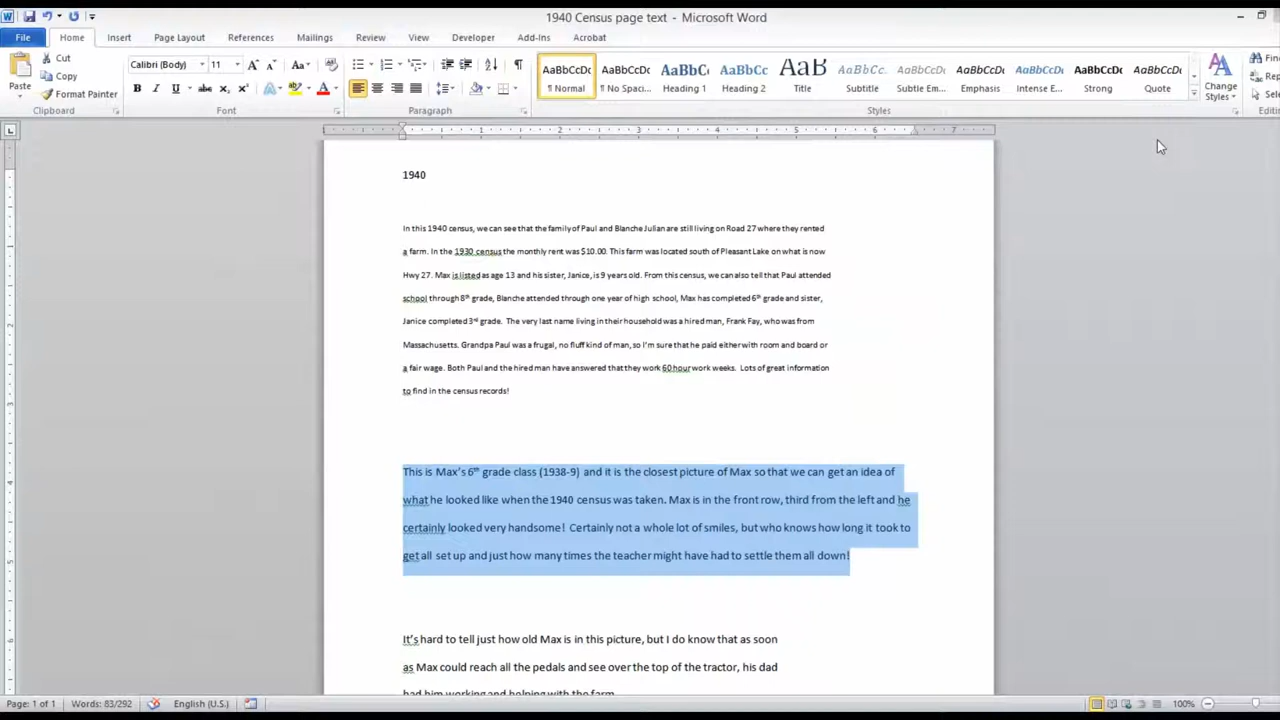 1940 Census page text - Microsoft Word
File Home Insert Page Layout References Mailings Review View Developer Add-Ins Acrobat
Paste
Cut
Copy
Format Painter
Clipboard
Calibri (Body) 11
Font
Paragraph
AaBbCcDc AaBbCcDc AaBbC AaBbCc AaB AaBbCc. AaBbCcDc AaBbCcDc AaBbCcDc AaBbCcDc AaBbCcDc
¶ Normal ¶ No Spaci... Heading 1 Heading 2 Title Subtitle Subtle Em... Emphasis Intense E... Strong Quote
Styles
Change
Styles
1 2 3 4 5 6 7
1940
In this 1940 census, we can see that the family of Paul and Blanche Julian are still living on Road 27 where they rented
a farm. In the 1930 census the monthly rent was $10.00. This farm was located south of Pleasant Lake on what is now
Hwy 27. Max is listed as age 13 and his sister, Janice, is 9 years old. From this census, we can also tell that Paul attended
school through 8th grade, Blanche attended through one year of high school, Max has completed 6th grade and sister,
Janice completed 3rd grade. The very last name living in their household was a hired man, Frank Fay, who was from
Massachusetts. Grandpa Paul was a frugal, no fluff kind of man, so I'm sure that he paid either with room and board or
a fair wage. Both Paul and the hired man have answered that they work 60 hour work weeks. Lots of great information
to find in the census records!
This is Max's 6th grade class (1938-9) and it is the closest picture of Max so that we can get an idea of
what he looked like when the 1940 census was taken. Max is in the front row, third from the left and he
certainly looked very handsome! Certainly not a whole lot of smiles, but who knows how long it took to
get all set up and just how many times the teacher might have had to settle them all down!
It's hard to tell just how old Max is in this picture, but I do know that as soon
as Max could reach all the pedals and see over the top of the tractor, his dad
had him working and helping with the farm.
Page: 1 of 1 Words: 83/292 English (U.S.) 100%